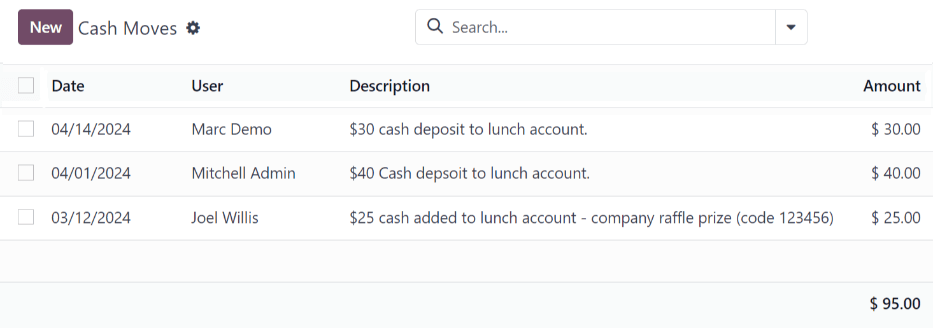 New Cash Moves
Search...
Date User Description Amount
04/14/2024 Marc Demo $30 cash deposit to lunch account. $ 30.00
04/01/2024 Mitchell Admin $40 Cash depsoit to lunch account. $ 40.00
03/12/2024 Joel Willis $25 cash added to lunch account - company raffle prize (code 123456) $ 25.00
$ 95.00